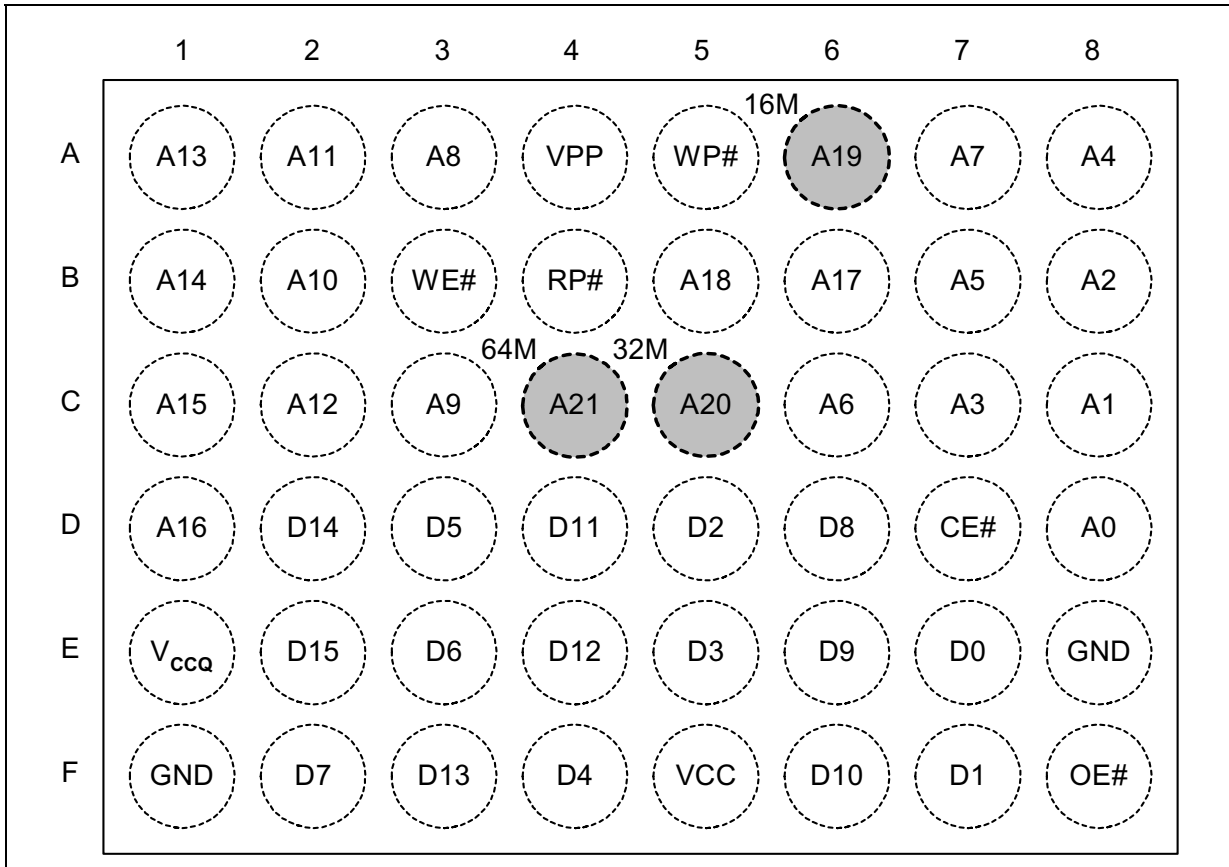 1 2 3 4 5 6 7 8
16M
A A13 A11 A8 VPP WP# A19 A7 A4
B A14 A10 WE# RP# A18 A17 A5 A2
64M 32M
C A15 A12 A9 A21 A20 A6 A3 A1
D A16 D14 D5 D11 D2 D8 CE# A0
E VCCQ D15 D6 D12 D3 D9 D0 GND
F GND D7 D13 D4 VCC D10 D1 OE#